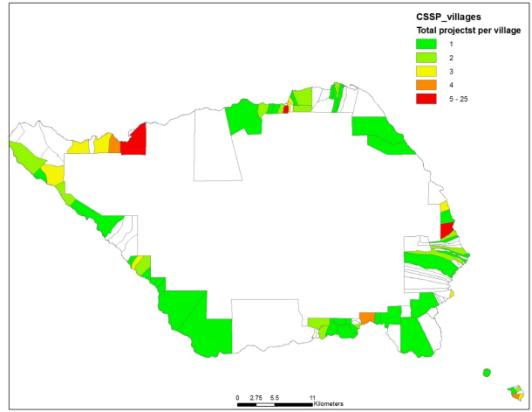 CSSP_villages
Total projectst per village
1
2
3
4
5 - 25
0 2.75 5.5 11
Kilometers